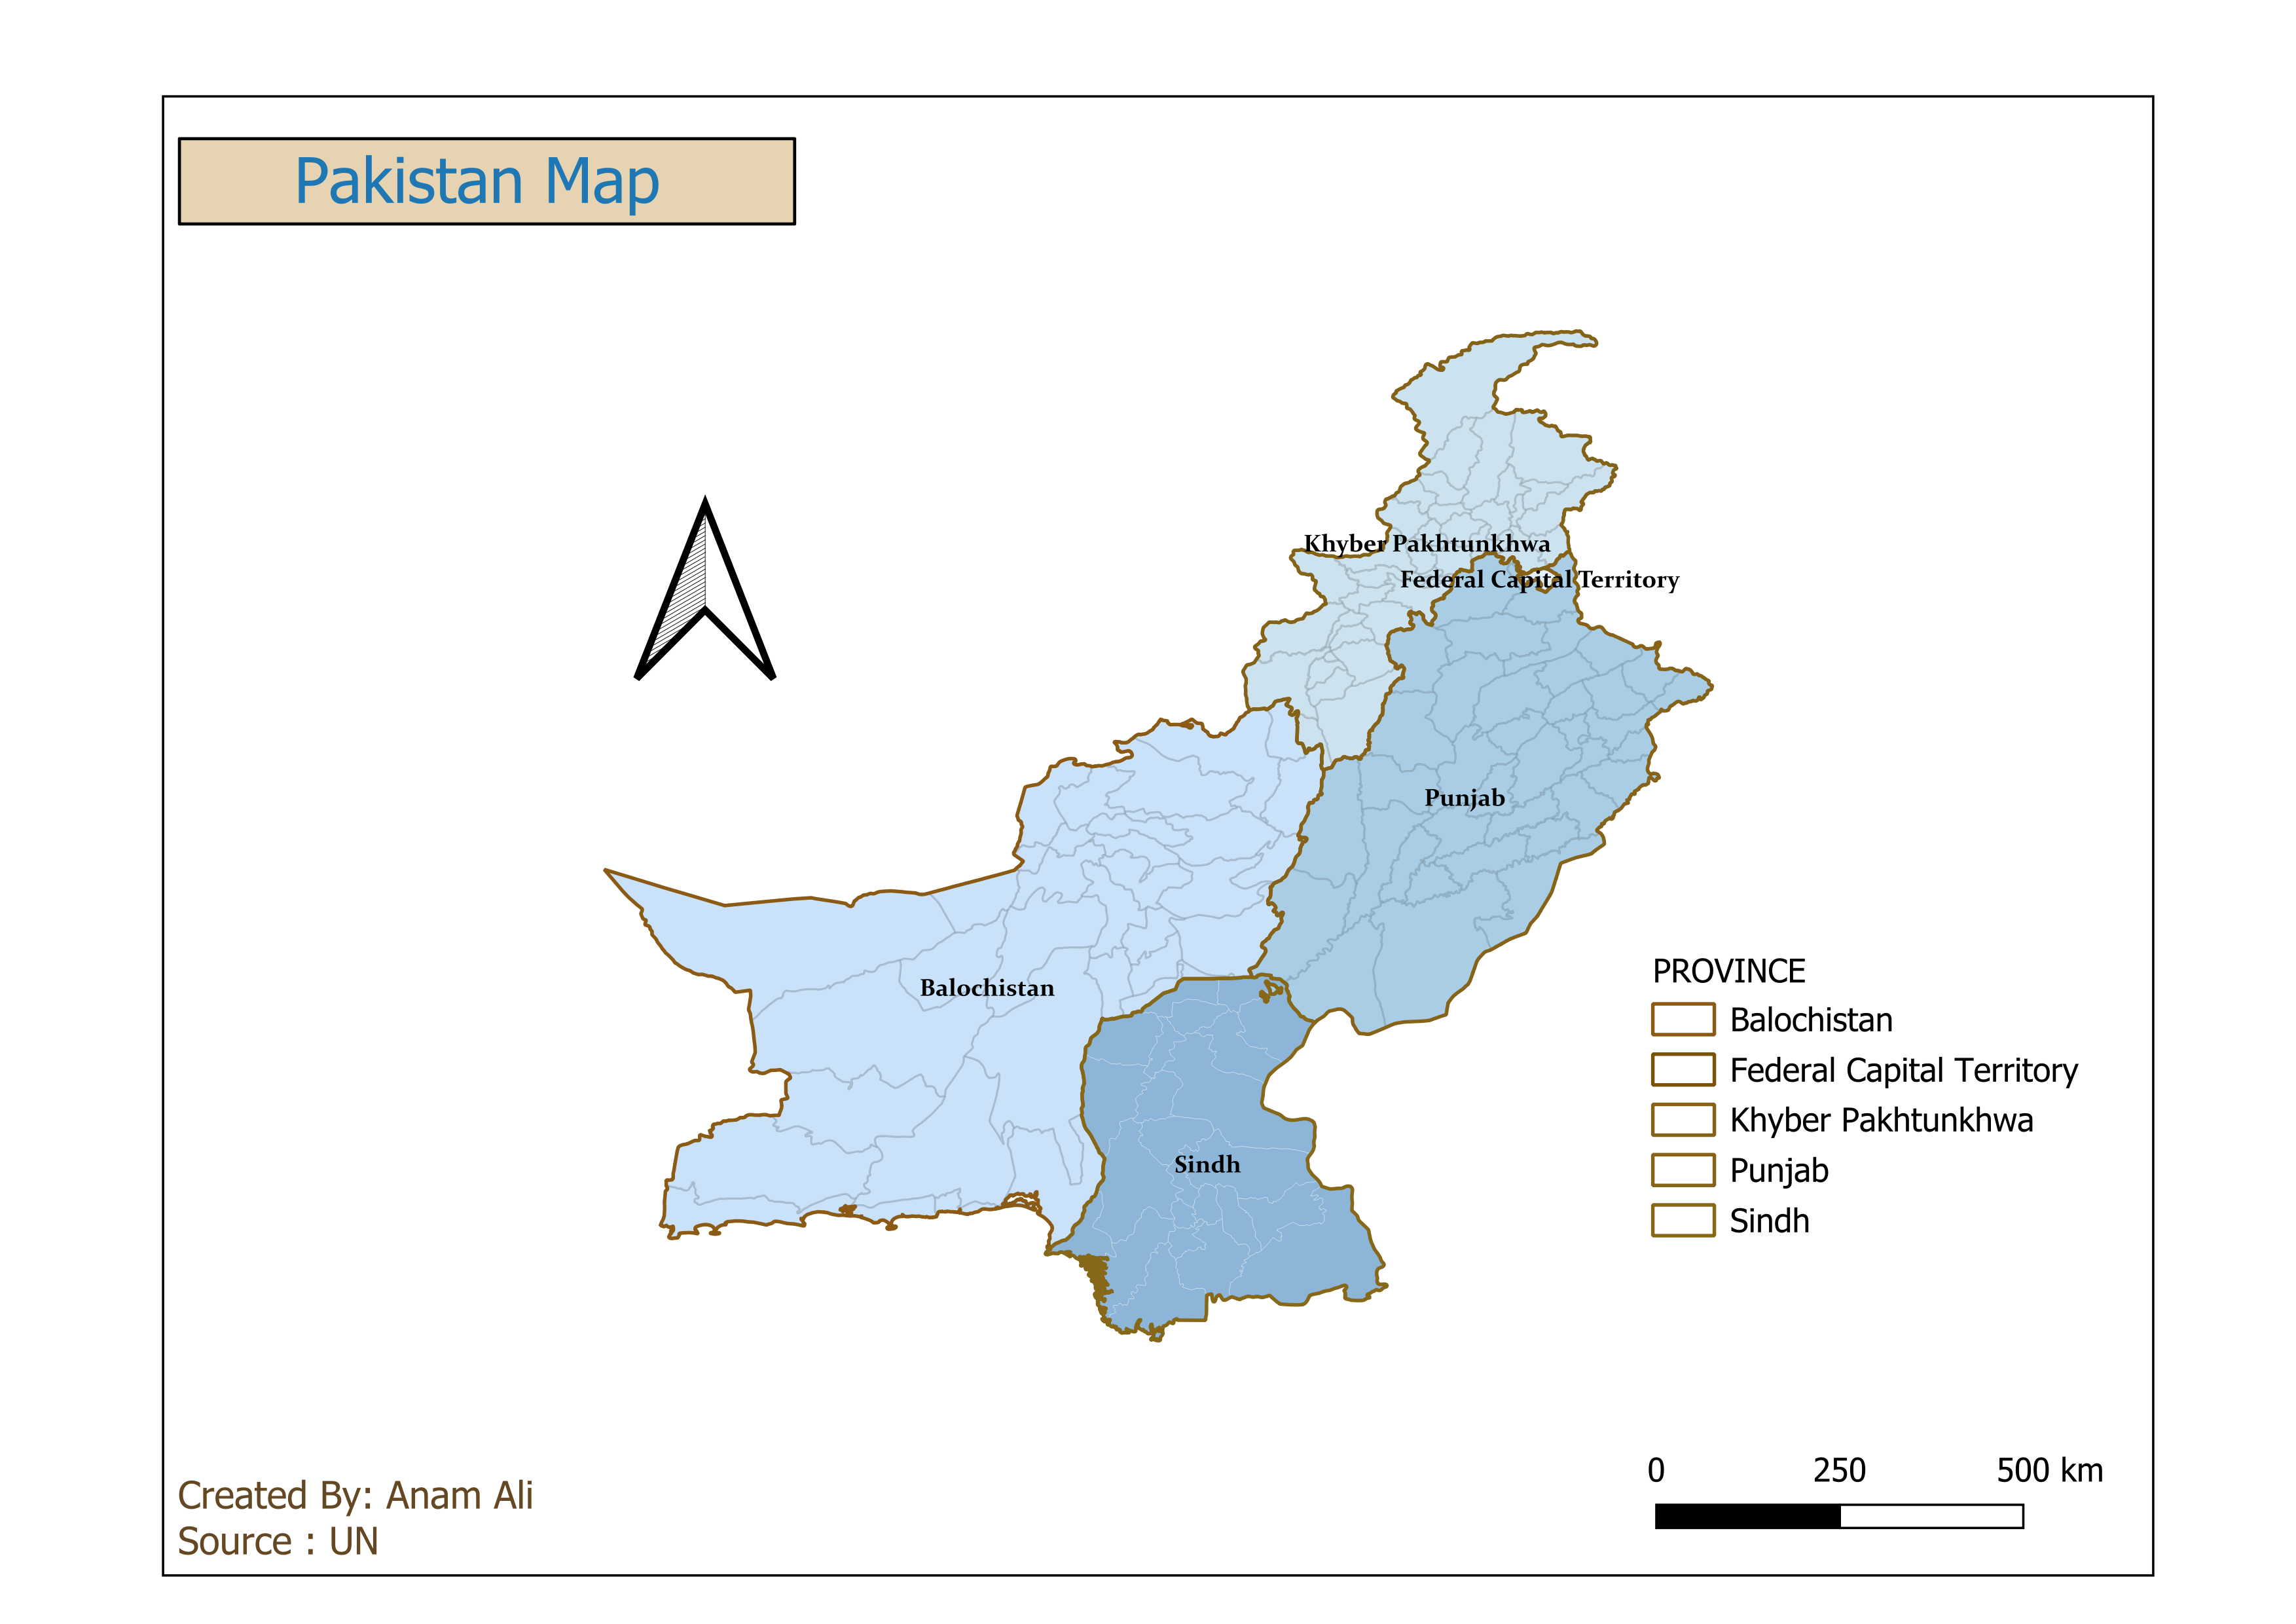 Pakistan Map
Khyber Pakhtunkhwa
Federal Capital Territory
Punjab
Balochistan
Sindh
PROVINCE
Balochistan
Federal Capital Territory
Khyber Pakhtunkhwa
Punjab
Sindh
0 250 500 km
Created By: Anam Ali
Source : UN